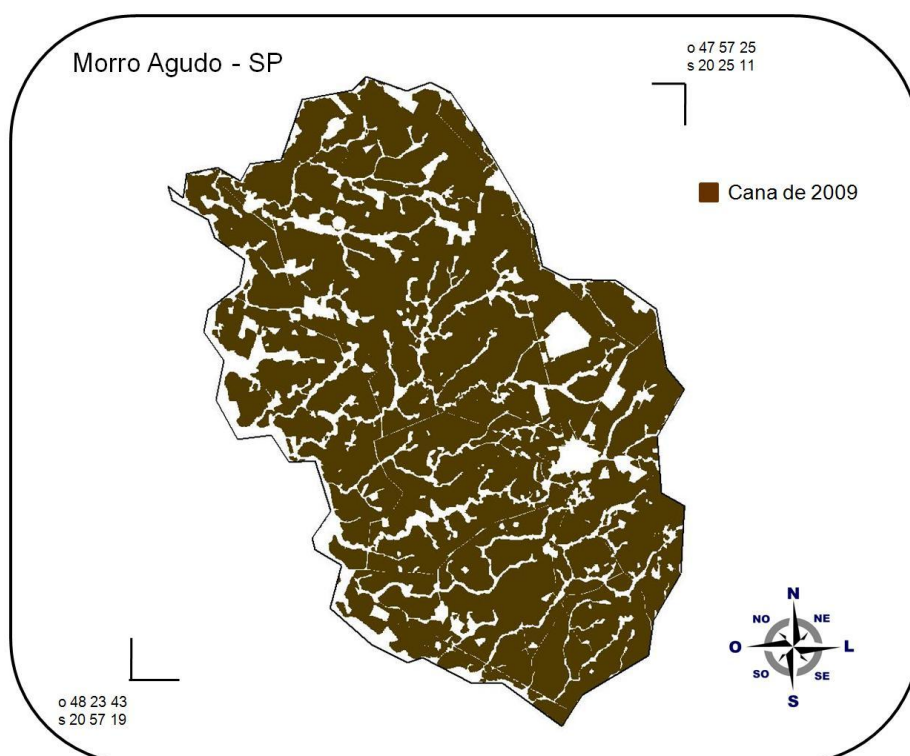 Morro Agudo - SP
o 47 57 25
s 20 25 11
Cana de 2009
N
NO
NE
O
L
SO
SE
S
o 48 23 43
s 20 57 19